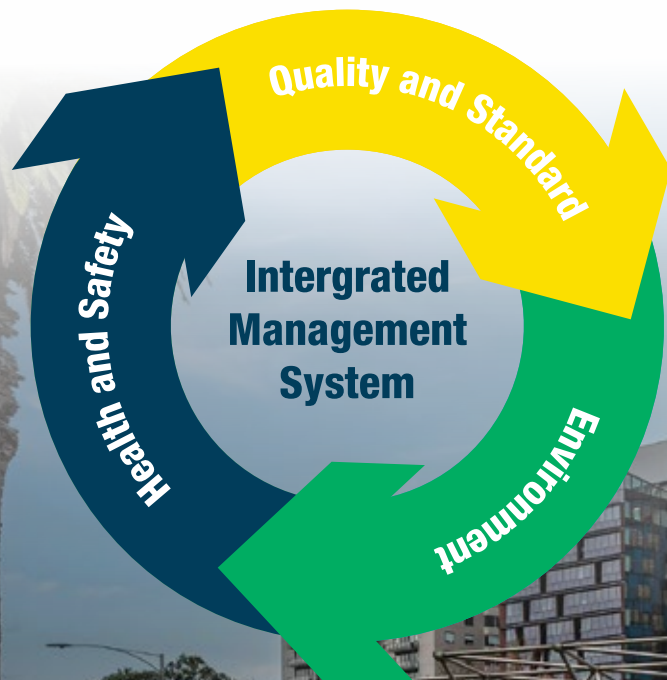 Quality and Standard
Health and Safety
Intergrated
Management
System
Environment